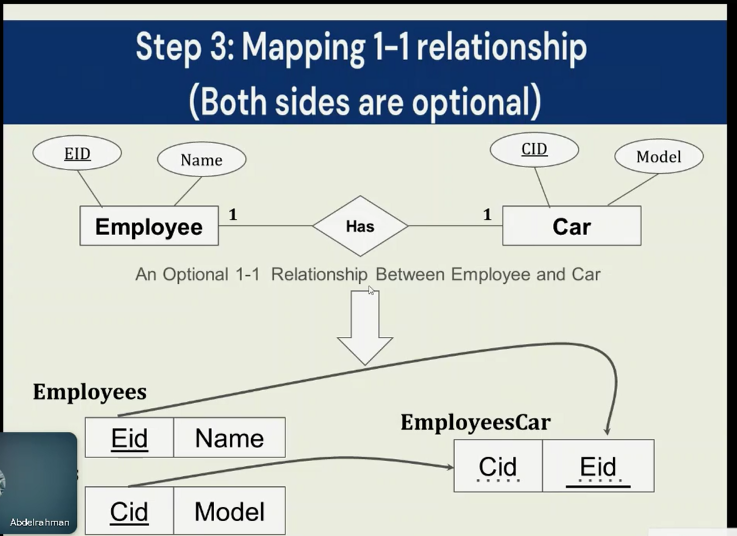 Step 3: Mapping 1-1 relationship
(Both sides are optional)
EID
Name
CID
Model
Employee
1
Has
1
Car
An Optional 1-1 Relationship Between Employee and Car
Employees
Eid
Name
EmployeesCar
Cid
Eid
Cid
Model
Abdelrahman